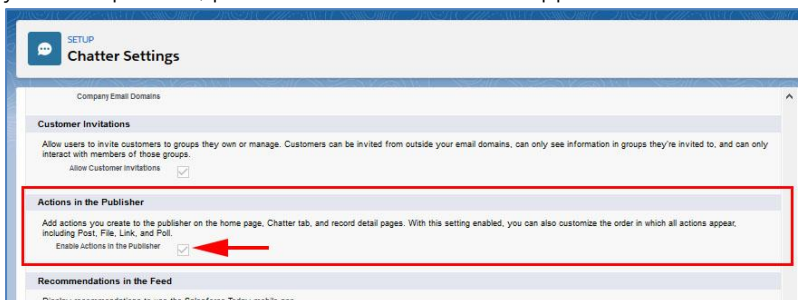 SETUP
Chatter Settings
Company Email Domains
Customer Invitations
Allow users to invite customers to groups they own or manage. Customers can be invited from outside your email domains, can only see information in groups they're invited to, and can only
interact with members of those groups.
Allow Customer Invitations
Actions in the Publisher
Add actions you create to the publisher on the home page, Chatter tab, and record detail pages. With this setting enabled, you can also customize the order in which all actions appear,
including Post, File, Link, and Poll.
Enable Actions in the Publisher
Recommendations in the Feed